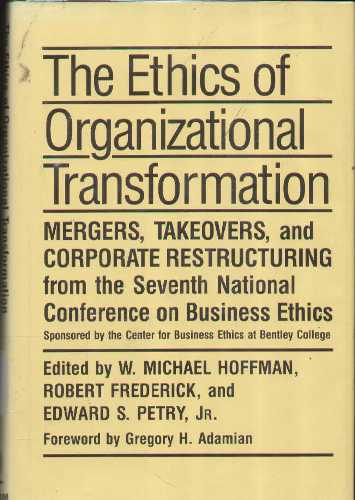 The Ethics of
Organizational
Transformation
MERGERS, TAKEOVERS, and
CORPORATE RESTRUCTURING
from the Seventh National
Conference on Business Ethics
Sponsored by the Center for Business Ethics at Bentley College
Edited by W. MICHAEL HOFFMAN,
ROBERT FREDERICK, and
EDWARD S. PETRY, JR.
Foreword by Gregory H. Adamian
Organizational Transformation